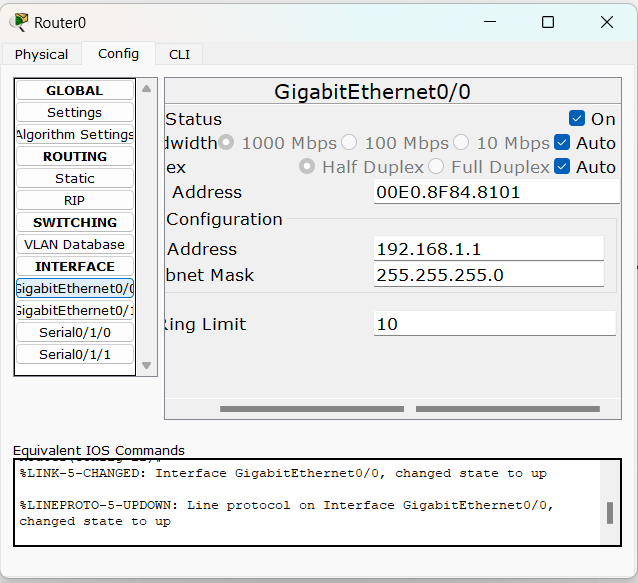 Router0
Physical Config CLI
GLOBAL
Settings
Algorithm Settings
ROUTING
Static
RIP
SWITCHING
VLAN Database
INTERFACE
GigabitEthernet0/0
GigabitEthernet0/1
Serial0/1/0
Serial0/1/1
GigabitEthernet0/0
Status On
dwidth 1000 Mbps 100 Mbps 10 Mbps Auto
ex Half Duplex Full Duplex Auto
Address 00E0.8F84.8101
Configuration
Address 192.168.1.1
bnet Mask 255.255.255.0
Ring Limit 10
Equivalent IOS Commands
%LINK-5-CHANGED: Interface GigabitEthernet0/0, changed state to up
%LINEPROTO-5-UPDOWN: Line protocol on Interface GigabitEthernet0/0,
changed state to up